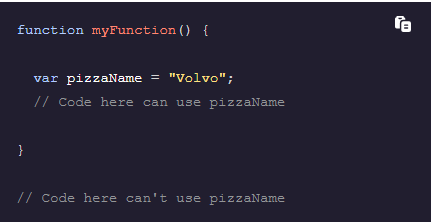 function myFunction() {
var pizzaName = "Volvo";
// Code here can use pizzaName
}
// Code here can't use pizzaName